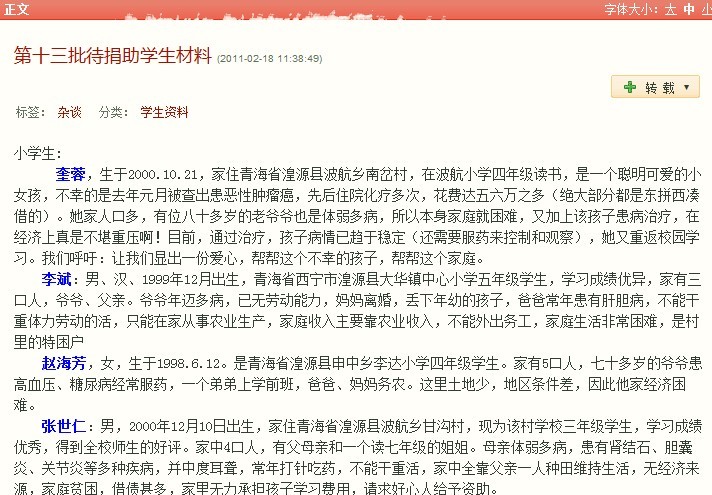 正文
字体大小：大 中 小
第十三批待捐助学生材料 (2011-02-18 11:38:49)
转 载
标签： 杂谈 分类： 学生资料
小学生：
奎蓉，生于2000.10.21，家住青海省湟源县波航乡南岔村，在波航小学四年级读书，是一个聪明可爱的小
女孩，不幸的是去年元月被查出患恶性肿瘤癌，先后住院化疗多次，花费达五六万之多（绝大部分都是东拼西凑
借的）。她家人口多，有位八十多岁的老爷爷也是体弱多病，所以本身家庭就困难，又加上该孩子患病治疗，在
经济上真是不堪重压啊！目前，通过治疗，孩子病情已趋于稳定（还需要服药来控制和观察），她又重返校园学
习。我们呼吁：让我们显出一份爱心，帮帮这个不幸的孩子，帮帮这个家庭。
李斌：男、汉、1999年12月出生，青海省西宁市湟源县大华镇中心小学五年级学生，学习成绩优异，家有三
口人，爷爷、父亲。爷爷年迈多病，已无劳动能力，妈妈离婚，丢下年幼的孩子，爸爸常年患有肝胆病，不能干
重体力劳动的活，只能在家从事农业生产，家庭收入主要靠农业收入，不能外出务工，家庭生活非常困难，是村
里的特困户
赵海芳，女，生于1998.6.12。是青海省湟源县申中乡李达小学四年级学生。家有5口人，七十多岁的爷爷患
高血压、糖尿病经常服药，一个弟弟上学前班，爸爸、妈妈务农。这里土地少，地区条件差，因此他家经济困
难。
张世仁：男，2000年12月10日出生，家住青海省湟源县波航乡甘沟村，现为该村学校三年级学生，学习成绩
优秀，得到全校师生的好评。家中4口人，有父母亲和一个读七年级的姐姐。母亲体弱多病，患有肾结石、胆囊
炎、关节炎等多种疾病，并中度耳聋，常年打针吃药，不能干重活，家中全靠父亲一人种田维持生活，无经济来
源，家庭贫困，借债甚多，家里无力承担孩子学习费用，请求好心人给予资助。